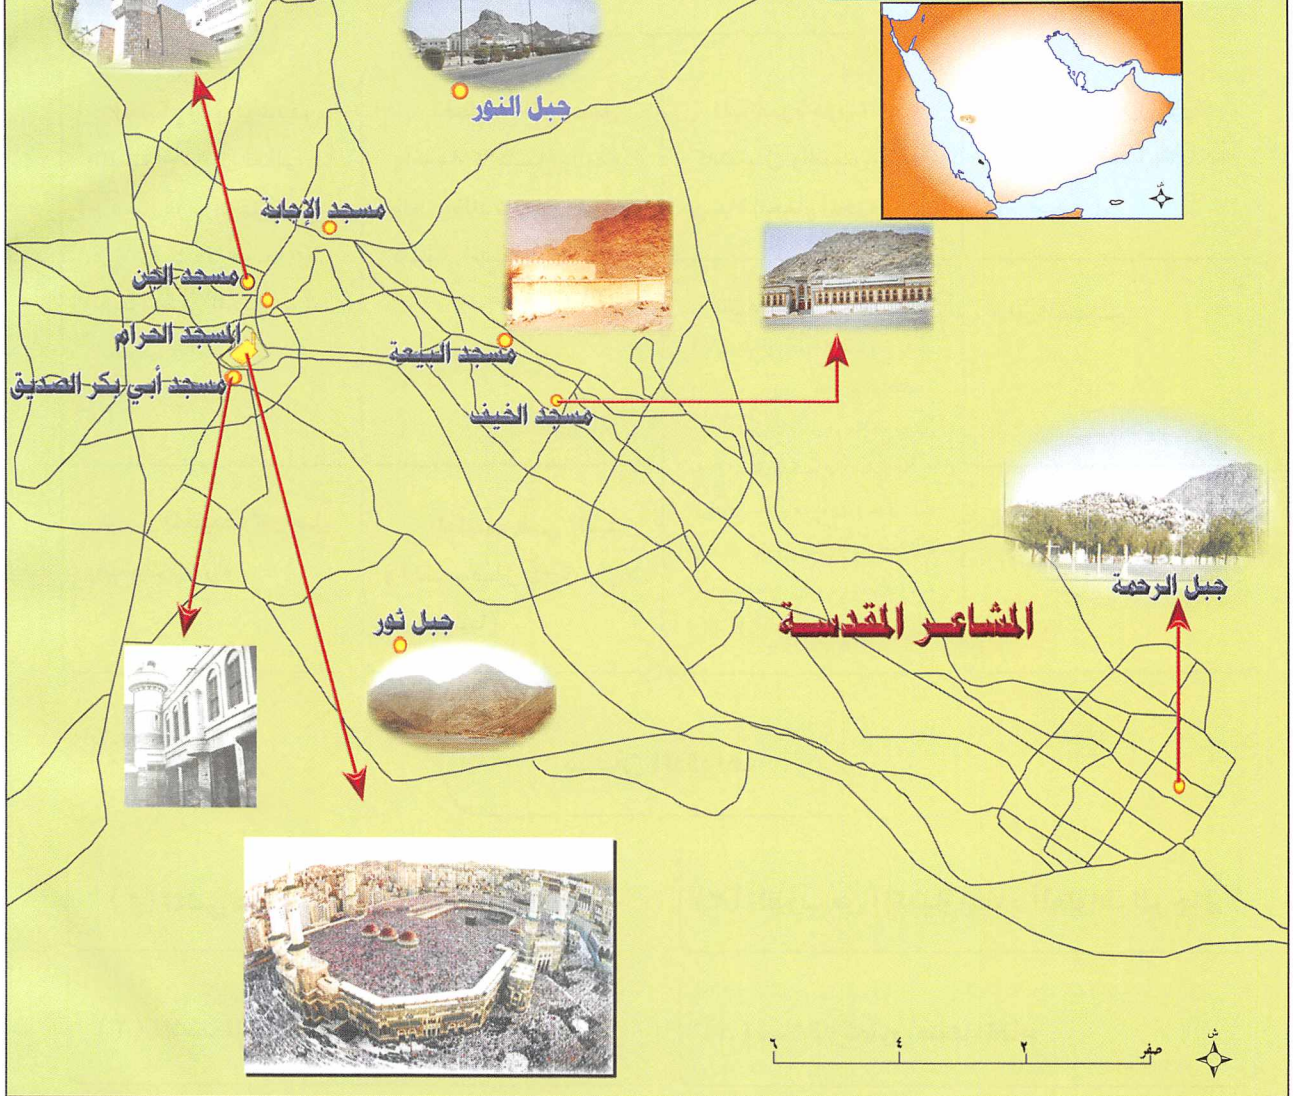 جبل النور
ش
مسجد الإجابة
مسجد الجن
المسجد الحرام
مسجد البيعة
مسجد أبي بكر الصديق
مسجد الخيف
جبل الرحمة
المشاعر المقدسة
جبل ثور
ش
صفر ٢ ٤ ٦